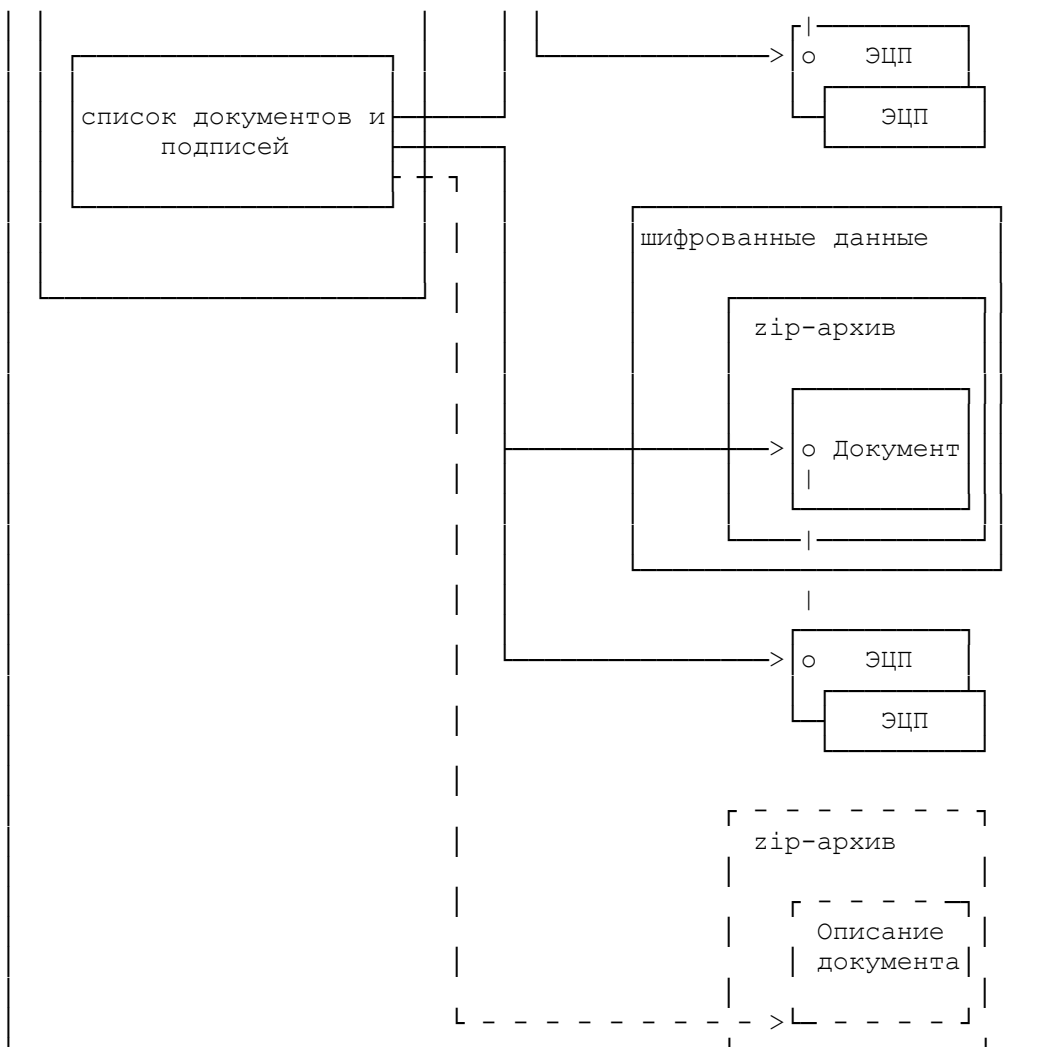 ЭЦП
список документов и
подписей
ЭЦП
шифрованные данные
zip-архив
Документ
ЭЦП
ЭЦП
zip-архив
Описание
документа